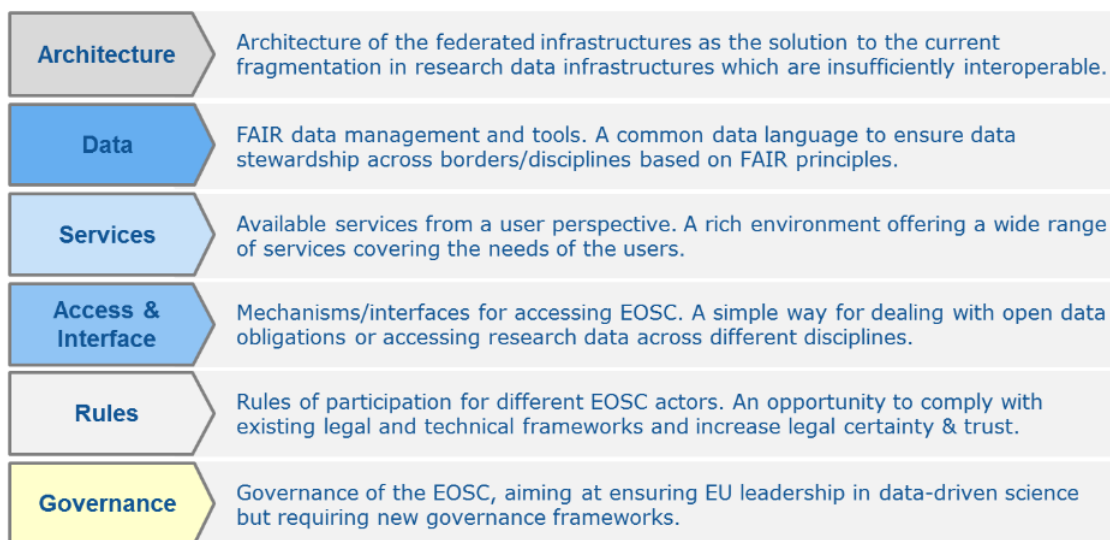 Architecture
Architecture of the federated infrastructures as the solution to the current
fragmentation in research data infrastructures which are insufficiently interoperable.
Data
FAIR data management and tools. A common data language to ensure data
stewardship across borders/disciplines based on FAIR principles.
Services
Available services from a user perspective. A rich environment offering a wide range
of services covering the needs of the users.
Access &
Interface
Mechanisms/interfaces for accessing EOSC. A simple way for dealing with open data
obligations or accessing research data across different disciplines.
Rules
Rules of participation for different EOSC actors. An opportunity to comply with
existing legal and technical frameworks and increase legal certainty & trust.
Governance
Governance of the EOSC, aiming at ensuring EU leadership in data-driven science
but requiring new governance frameworks.